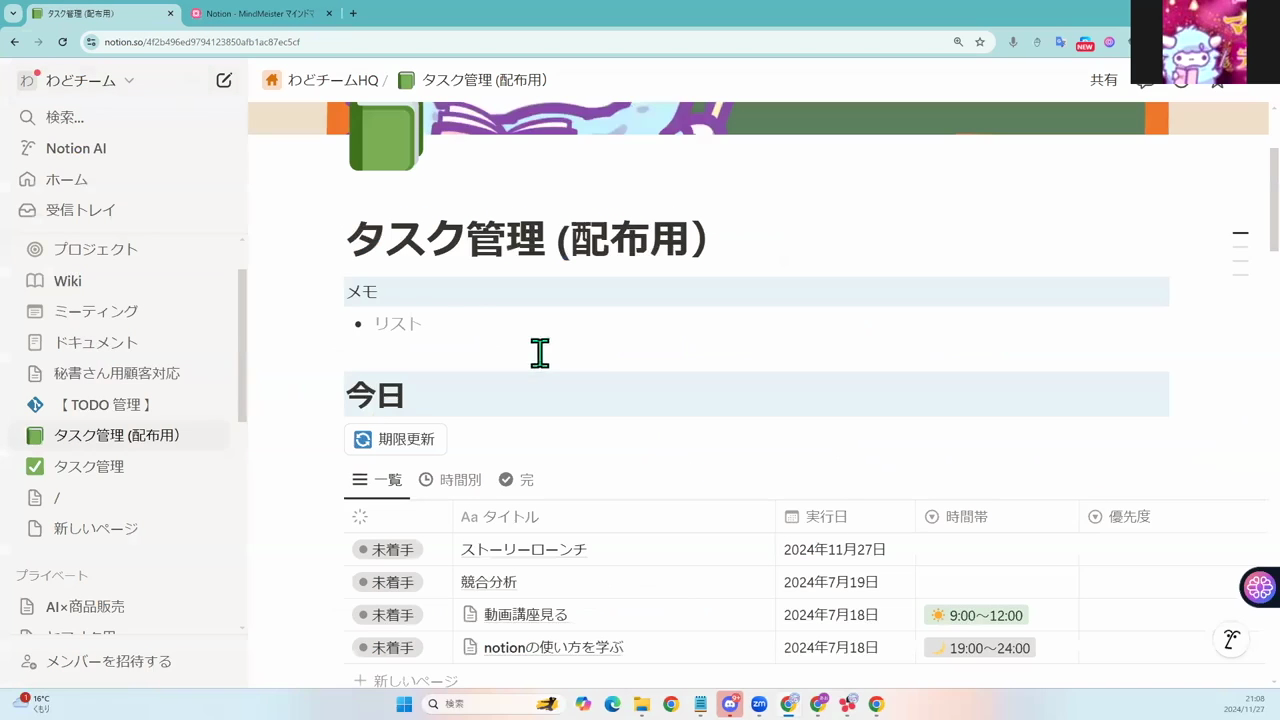 タスク管理 (配布用)
Notion - MindMeister マインドマ
notion.so/4f2b496ed9794123850afb1ac87ec5cf
NEW
わ わどチーム
わどチームHQ / タスク管理 (配布用)
共有
検索...
Notion AI
ホーム
受信トレイ
プロジェクト
Wiki
ミーティング
ドキュメント
秘書さん用顧客対応
【 TODO 管理 】
タスク管理 (配布用)
タスク管理
/
新しいページ
プライベート
AI×商品販売
メンバーを招待する
タスク管理 (配布用)
メモ
リスト
今日
期限更新
一覧 時間別 完
Aa タイトル 実行日 時間帯 優先度
未着手 ストーリーローンチ 2024年11月27日
未着手 競合分析 2024年7月19日
未着手 動画講座見る 2024年7月18日 9:00〜12:00
未着手 notionの使い方を学ぶ 2024年7月18日 19:00〜24:00
新しいページ
1 16°C
くもり
検索
21:08
2024/11/27